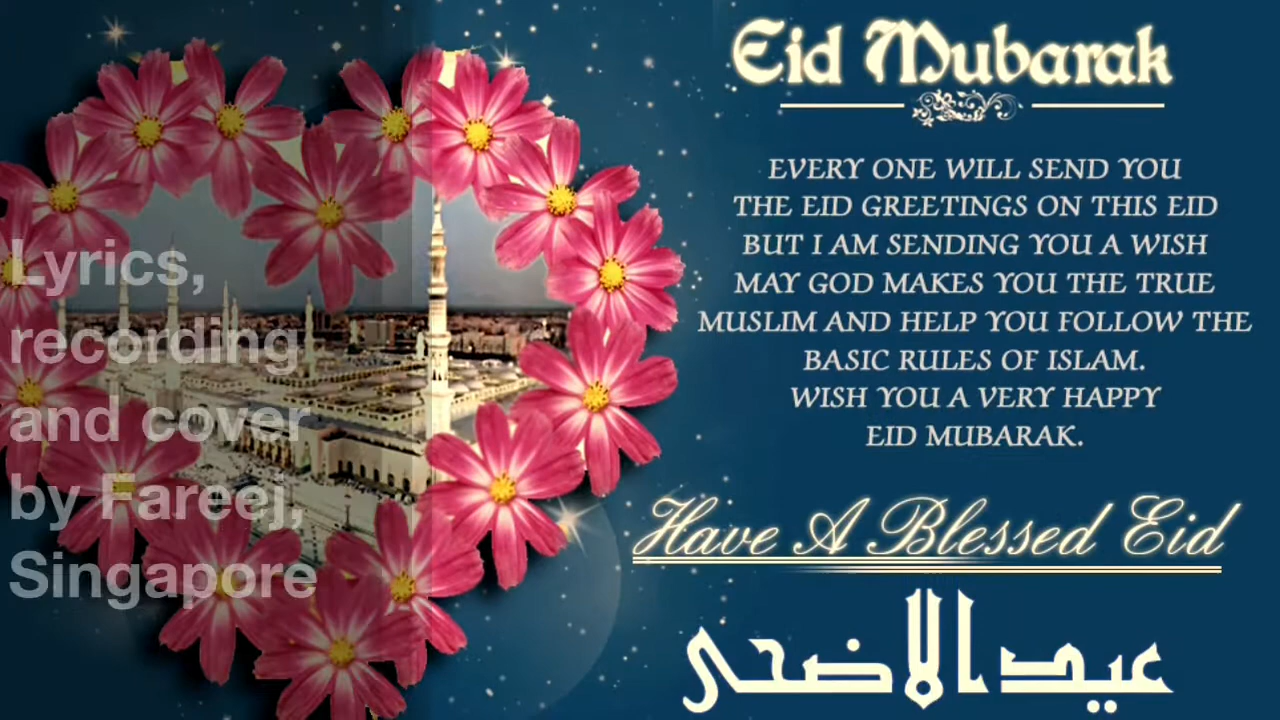 Eid Mubarak
EVERY ONE WILL SEND YOU
THE EID GREETINGS ON THIS EID
BUT I AM SENDING YOU A WISH
MAY GOD MAKES YOU THE TRUE
MUSLIM AND HELP YOU FOLLOW THE
BASIC RULES OF ISLAM.
WISH YOU A VERY HAPPY
EID MUBARAK.
Have A Blessed Eid
عيد الاضحى
Lyrics,
recording
and cover
by Fareej,
Singapore